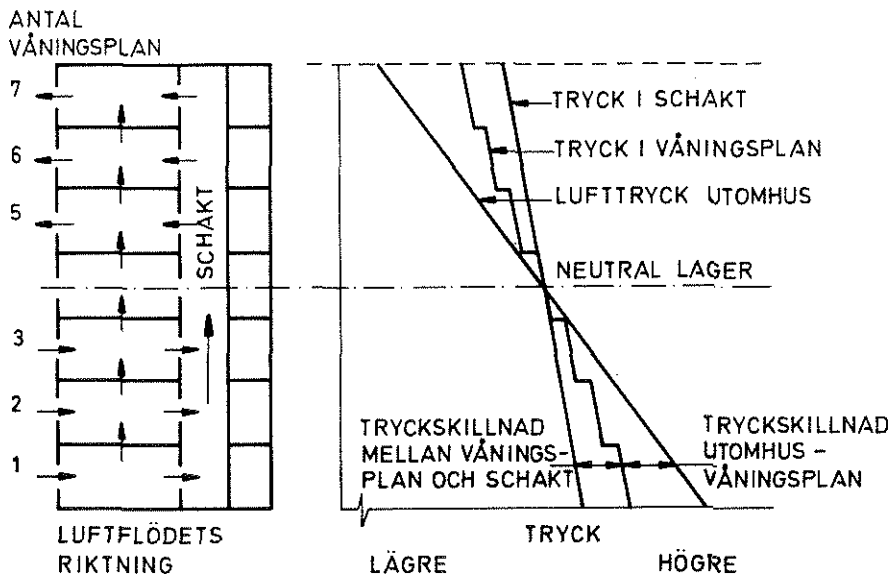 ANTAL
VÅNINGSPLAN
7
6
5
3
2
1
SCHAKT
LUFTFLÖDETS
RIKTNING
TRYCK I SCHAKT
TRYCK I VÅNINGSPLAN
LUFTTRYCK UTOMHUS
NEUTRAL LAGER
TRYCKSKILLNAD
MELLAN VÅNINGS-
PLAN OCH SCHAKT
TRYCKSKILLNAD
UTOMHUS -
VÅNINGSPLAN
TRYCK
LÄGRE
HÖGRE